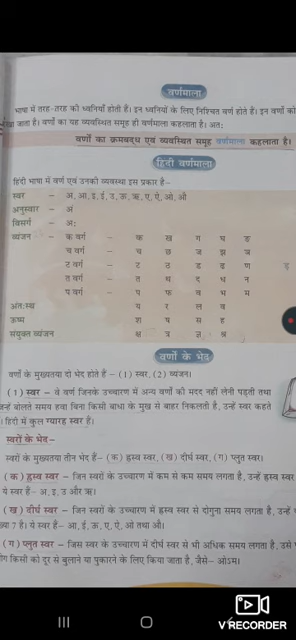 वर्णमाला
भाषा में तरह-तरह की ध्वनियाँ होती हैं। इन ध्वनियों के लिए निश्चित वर्ण होते हैं। इन वर्णों को
जाता है। वर्णों का यह व्यवस्थित समूह ही वर्णमाला कहलाता है। अतः
वर्णों का क्रमबद्ध एवं व्यवस्थित समूह वर्णमाला कहलाता है।
हिंदी वर्णमाला
हिंदी भाषा में वर्ण एवं उनकी व्यवस्था इस प्रकार है–
स्वर – अ, आ, इ, ई, उ, ऊ, ऋ, ए, ऐ, ओ, औ
अनुस्वार – अं
विसर्ग – अः
व्यंजन – क वर्ग – क ख ग घ ङ
च वर्ग – च छ ज झ ञ
ट वर्ग – ट ठ ड ढ ण ड़
त वर्ग – त थ द ध न
प वर्ग – प फ ब भ म
अंतःस्थ य र ल व
ऊष्म श ष स ह
संयुक्त व्यंजन क्ष त्र ज्ञ श्र
वर्णों के भेद
वर्णों के मुख्यतया दो भेद होते हैं – (1) स्वर, (2) व्यंजन।
(1) स्वर – वे वर्ण जिनके उच्चारण में अन्य वर्णों की मदद नहीं लेनी पड़ती तथा
जिन्हें बोलते समय हवा बिना किसी बाधा के मुख से बाहर निकलती है, उन्हें स्वर कहते
हिंदी में कुल ग्यारह स्वर हैं।
स्वरों के भेद–
स्वरों के मुख्यतया तीन भेद हैं– (क) ह्रस्व स्वर, (ख) दीर्घ स्वर, (ग) प्लुत स्वर।
(क) ह्रस्व स्वर – जिन स्वरों के उच्चारण में कम से कम समय लगता है, उन्हें ह्रस्व स्वर
ये स्वर हैं– अ, इ, उ और ऋ।
(ख) दीर्घ स्वर – जिन स्वरों के उच्चारण में ह्रस्व स्वर से दोगुना समय लगता है, उन्हें
7 है। ये स्वर हैं– आ, ई, ऊ, ए, ऐ, ओ तथा औ।
(ग) प्लुत स्वर – जिस स्वर के उच्चारण में दीर्घ स्वर से भी अधिक समय लगता है, उसे
किसी को दूर से बुलाने या पुकारने के लिए किया जाता है, जैसे– ओऽम।
V RECORDER